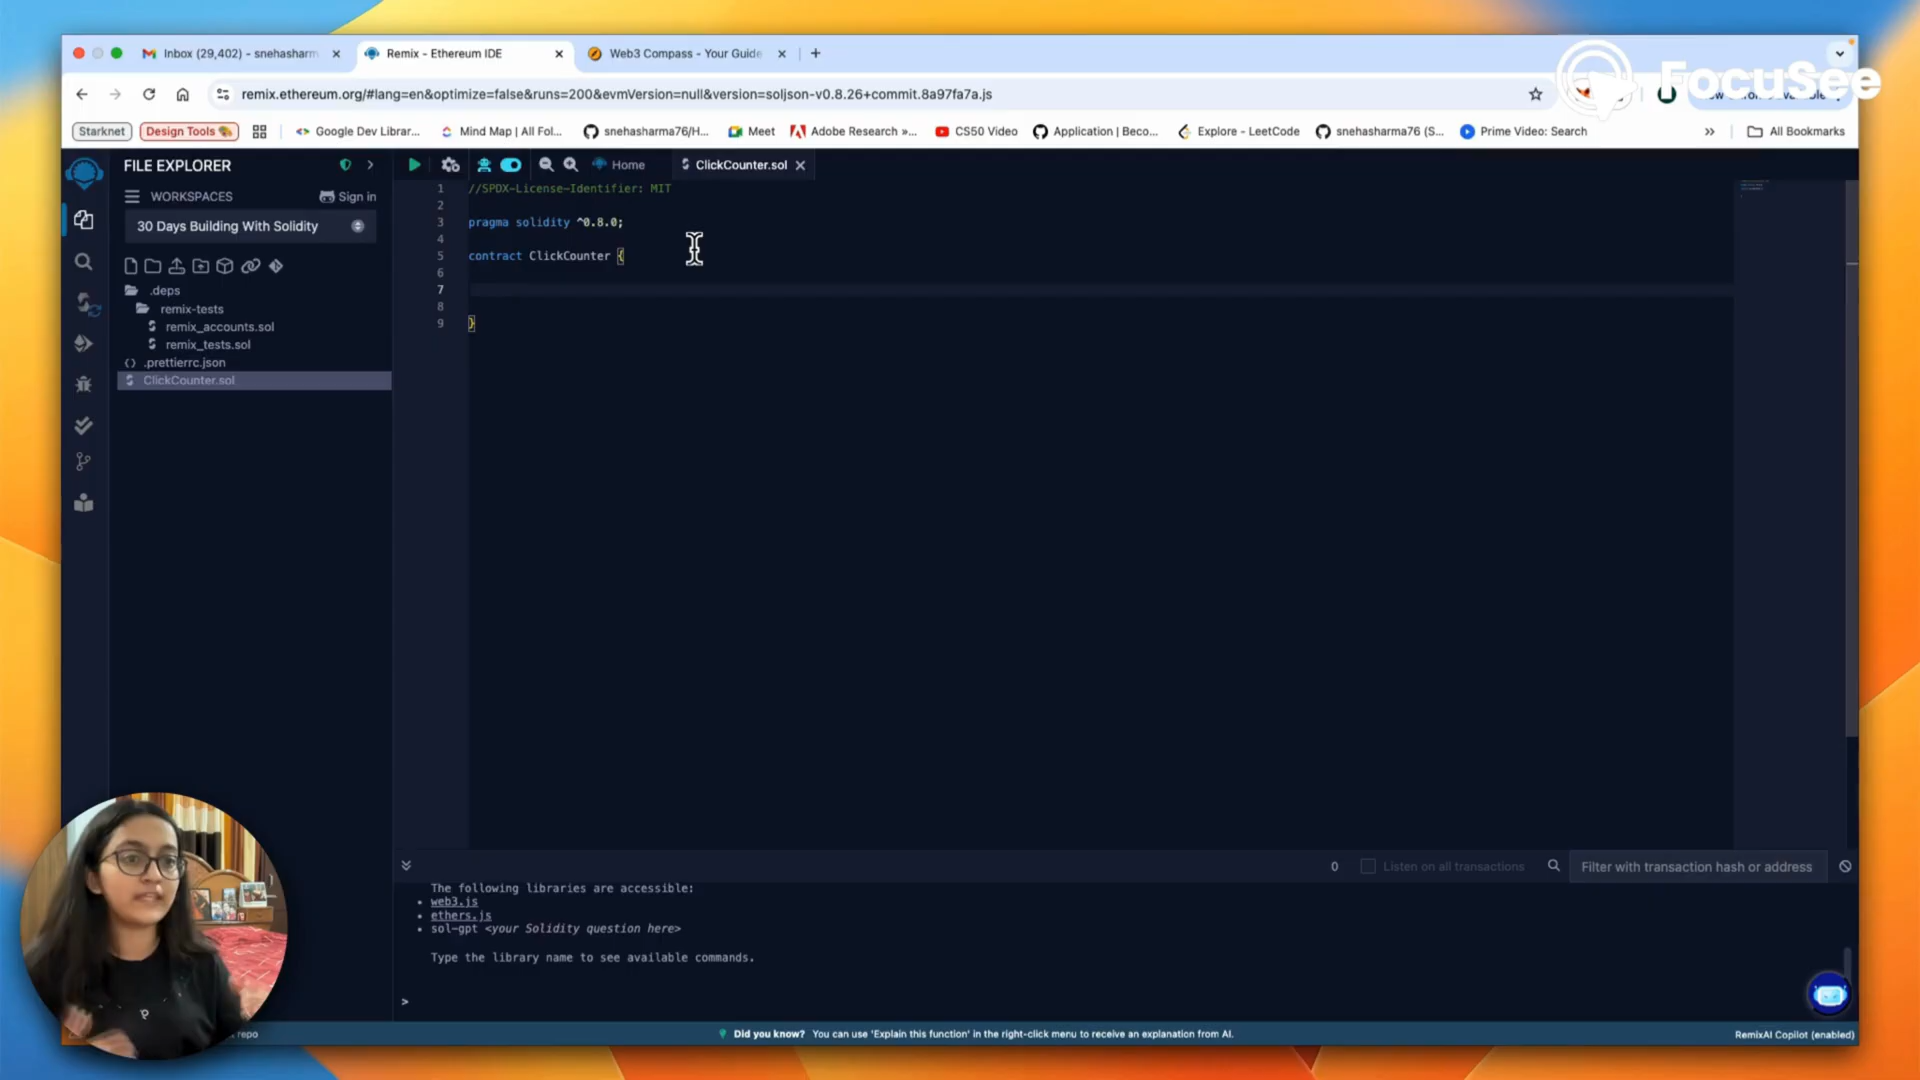 Inbox (29,402) - snehasharm
Remix - Ethereum IDE
Web3 Compass - Your Guide
FocuSee
remix.ethereum.org/#lang=en&optimize=false&runs=200&evmVersion=null&version=soljson-v0.8.26+commit.8a97fa7a.js
Starknet
Design Tools
Google Dev Librar...
Mind Map | All Fol...
snehasharma76/H...
Meet
Adobe Research »...
CS50 Video
Application | Beco...
Explore - LeetCode
snehasharma76 (S...
Prime Video: Search
»
All Bookmarks
FILE EXPLORER
Home
ClickCounter.sol
WORKSPACES
Sign in
30 Days Building With Solidity
.deps
remix-tests
remix_accounts.sol
remix_tests.sol
.prettierrc.json
ClickCounter.sol
1 //SPDX-License-Identifier: MIT
2
3 pragma solidity ^0.8.0;
4
5 contract ClickCounter {
6
7
8
9 }
0
Listen on all transactions
Filter with transaction hash or address
The following libraries are accessible:
• web3.js
• ethers.js
• sol-gpt <your Solidity question here>
Type the library name to see available commands.
>
repo
Did you know? You can use 'Explain this function' in the right-click menu to receive an explanation from AI.
RemixAI Copilot (enabled)